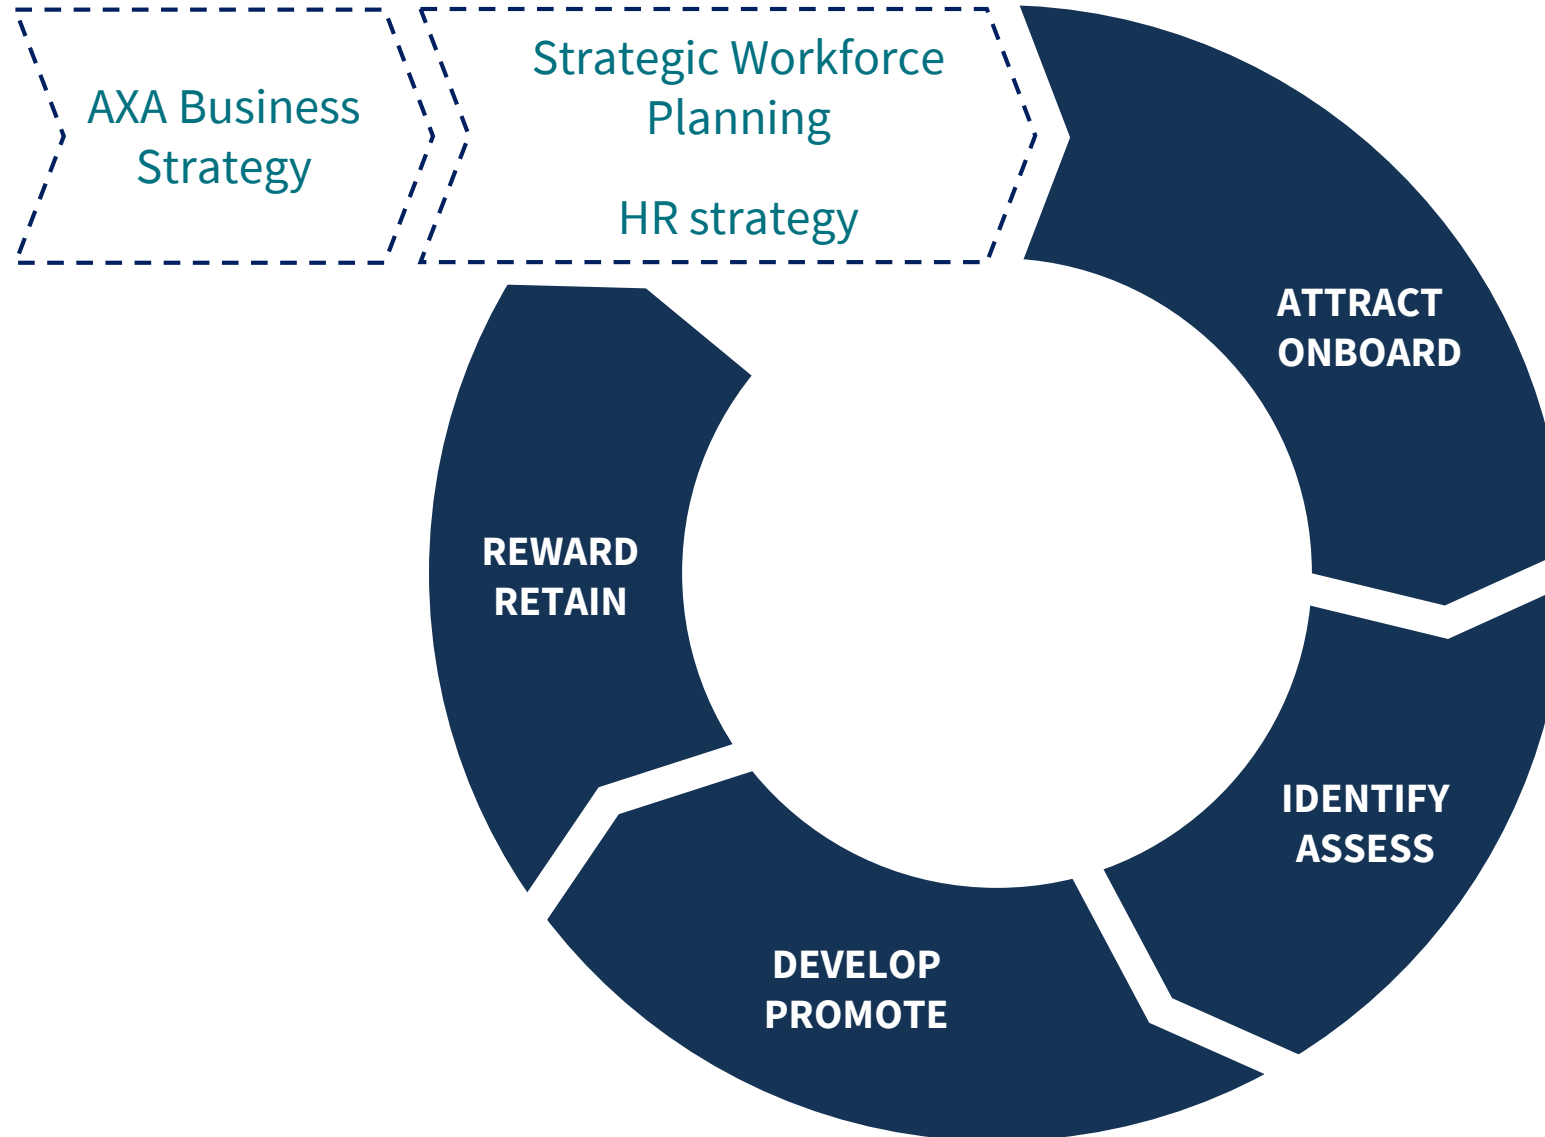 AXA Business
Strategy
Strategic Workforce
Planning
HR strategy
ATTRACT
ONBOARD
IDENTIFY
ASSESS
DEVELOP
PROMOTE
REWARD
RETAIN